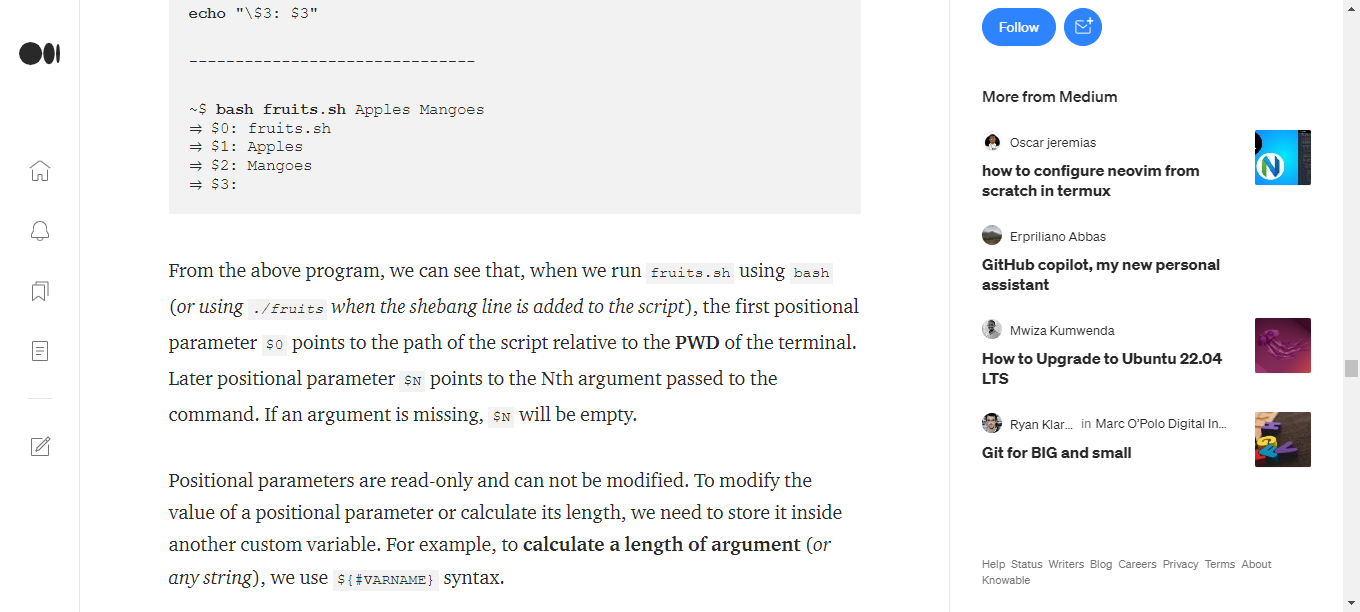 echo "\$3: $3"
-------------------------------
~$ bash fruits.sh Apples Mangoes
⇒ $0: fruits.sh
⇒ $1: Apples
⇒ $2: Mangoes
⇒ $3:
From the above program, we can see that, when we run fruits.sh using bash
(or using ./fruits when the shebang line is added to the script), the first positional
parameter $0 points to the path of the script relative to the PWD of the terminal.
Later positional parameter $N points to the Nth argument passed to the
command. If an argument is missing, $N will be empty.
Positional parameters are read-only and can not be modified. To modify the
value of a positional parameter or calculate its length, we need to store it inside
another custom variable. For example, to calculate a length of argument (or
any string), we use ${#VARNAME} syntax.
Follow
More from Medium
Oscar jeremias
how to configure neovim from
scratch in termux
Erpriliano Abbas
GitHub copilot, my new personal
assistant
Mwiza Kumwenda
How to Upgrade to Ubuntu 22.04
LTS
Ryan Klar... in Marc O'Polo Digital In...
Git for BIG and small
Help Status Writers Blog Careers Privacy Terms About
Knowable